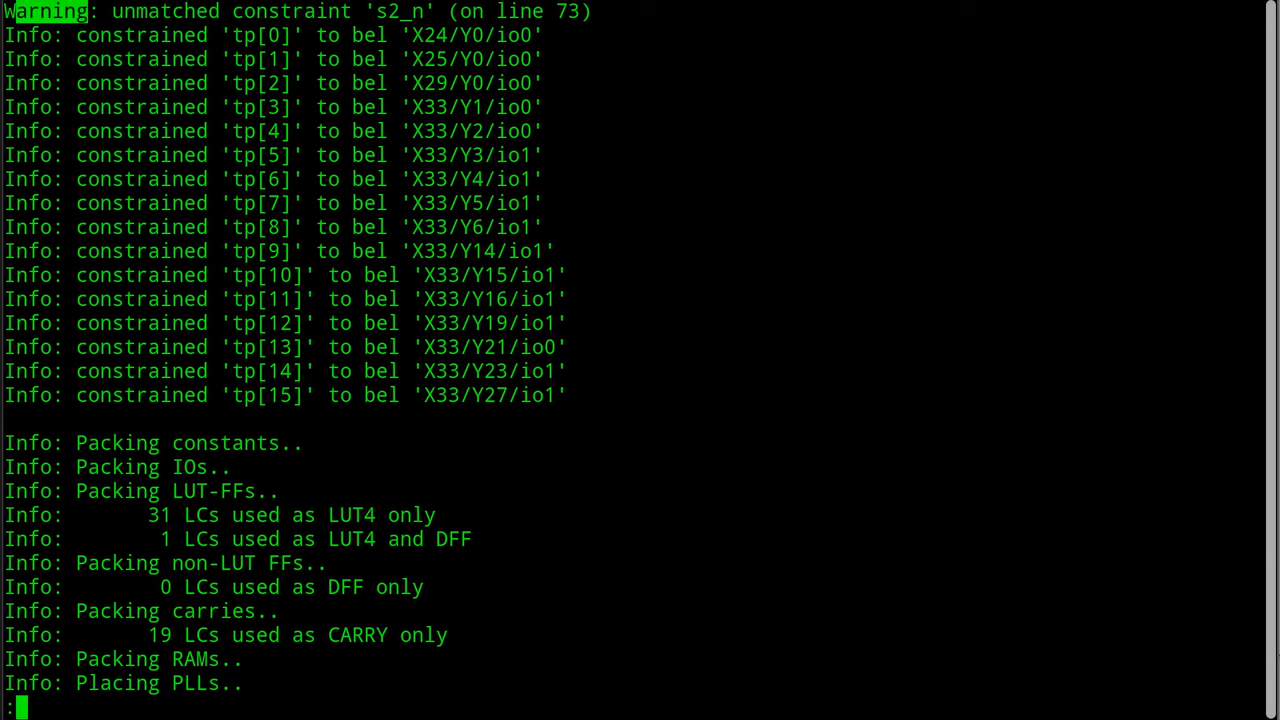 Warning: unmatched constraint 's2_n' (on line 73)
Info: constrained 'tp[0]' to bel 'X24/Y0/io0'
Info: constrained 'tp[1]' to bel 'X25/Y0/io0'
Info: constrained 'tp[2]' to bel 'X29/Y0/io0'
Info: constrained 'tp[3]' to bel 'X33/Y1/io0'
Info: constrained 'tp[4]' to bel 'X33/Y2/io0'
Info: constrained 'tp[5]' to bel 'X33/Y3/io1'
Info: constrained 'tp[6]' to bel 'X33/Y4/io1'
Info: constrained 'tp[7]' to bel 'X33/Y5/io1'
Info: constrained 'tp[8]' to bel 'X33/Y6/io1'
Info: constrained 'tp[9]' to bel 'X33/Y14/io1'
Info: constrained 'tp[10]' to bel 'X33/Y15/io1'
Info: constrained 'tp[11]' to bel 'X33/Y16/io1'
Info: constrained 'tp[12]' to bel 'X33/Y19/io1'
Info: constrained 'tp[13]' to bel 'X33/Y21/io0'
Info: constrained 'tp[14]' to bel 'X33/Y23/io1'
Info: constrained 'tp[15]' to bel 'X33/Y27/io1'

Info: Packing constants..
Info: Packing IOs..
Info: Packing LUT-FFs..
Info:       31 LCs used as LUT4 only
Info:        1 LCs used as LUT4 and DFF
Info: Packing non-LUT FFs..
Info:        0 LCs used as DFF only
Info: Packing carries..
Info:       19 LCs used as CARRY only
Info: Packing RAMs..
Info: Placing PLLs..
: